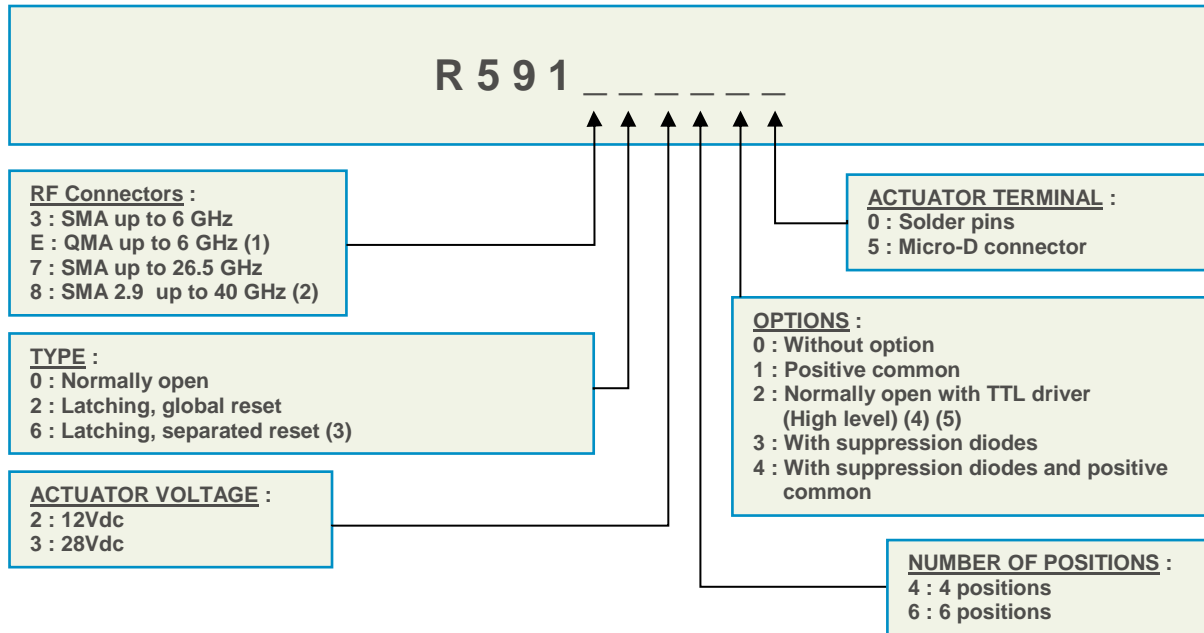 R 5 9 1 _ _ _ _ _ _
RF Connectors :
3 : SMA up to 6 GHz
E : QMA up to 6 GHz (1)
7 : SMA up to 26.5 GHz
8 : SMA 2.9 up to 40 GHz (2)
TYPE :
0 : Normally open
2 : Latching, global reset
6 : Latching, separated reset (3)
ACTUATOR VOLTAGE :
2 : 12Vdc
3 : 28Vdc
ACTUATOR TERMINAL :
0 : Solder pins
5 : Micro-D connector
OPTIONS :
0 : Without option
1 : Positive common
2 : Normally open with TTL driver
(High level) (4) (5)
3 : With suppression diodes
4 : With suppression diodes and positive
common
NUMBER OF POSITIONS :
4 : 4 positions
6 : 6 positions